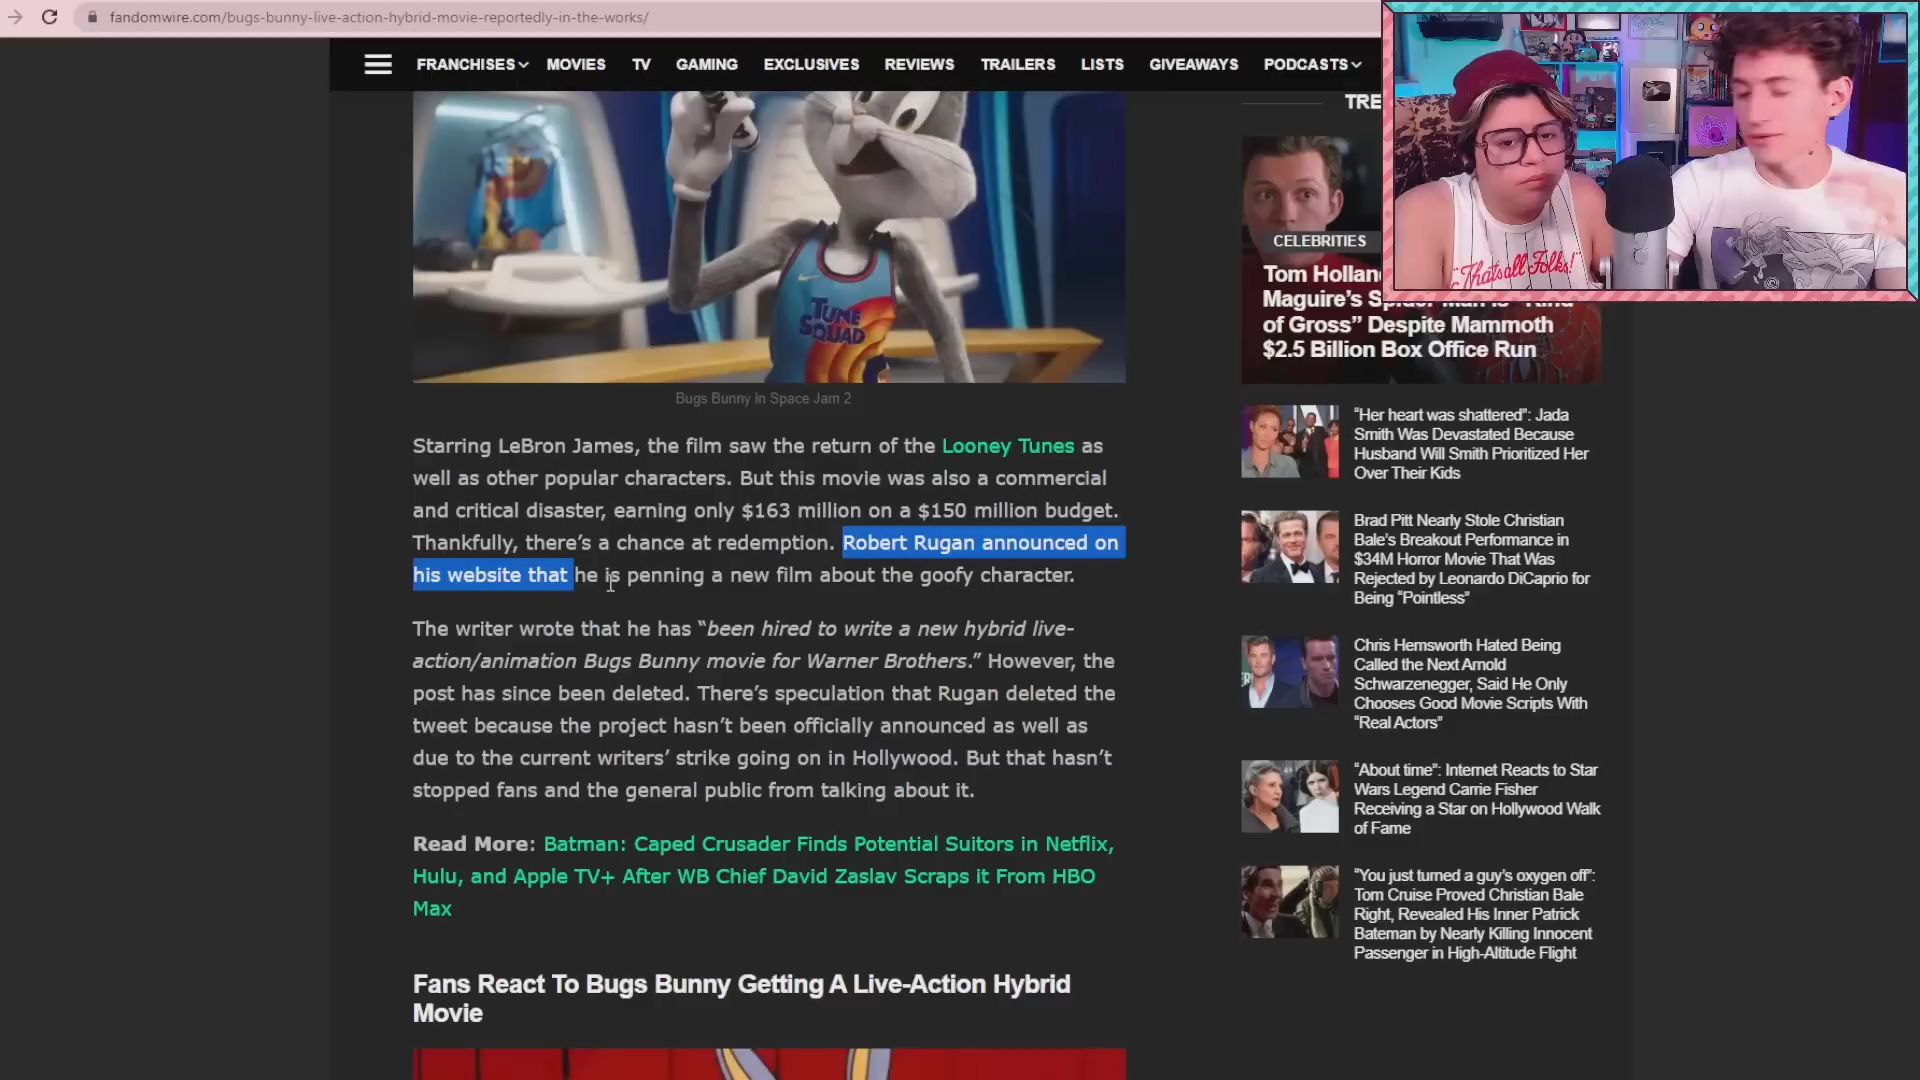 fandomwire.com/bugs-bunny-live-action-hybrid-movie-reportedly-in-the-works/
FRANCHISES MOVIES TV GAMING EXCLUSIVES REVIEWS TRAILERS LISTS GIVEAWAYS PODCASTS
TUNE
SQUAD
Bugs Bunny In Space Jam 2
Starring LeBron James, the film saw the return of the Looney Tunes as
well as other popular characters. But this movie was also a commercial
and critical disaster, earning only $163 million on a $150 million budget.
Thankfully, there's a chance at redemption. Robert Rugan announced on
his website that he is penning a new film about the goofy character.
The writer wrote that he has "been hired to write a new hybrid live-
action/animation Bugs Bunny movie for Warner Brothers." However, the
post has since been deleted. There's speculation that Rugan deleted the
tweet because the project hasn't been officially announced as well as
due to the current writers' strike going on in Hollywood. But that hasn't
stopped fans and the general public from talking about it.
Read More: Batman: Caped Crusader Finds Potential Suitors in Netflix,
Hulu, and Apple TV+ After WB Chief David Zaslav Scraps it From HBO
Max
Fans React To Bugs Bunny Getting A Live-Action Hybrid
Movie
TRE
CELEBRITIES
Tom Hollan
Maguire's
of Gross" Despite Mammoth
$2.5 Billion Box Office Run
"Her heart was shattered": Jada
Smith Was Devastated Because
Husband Will Smith Prioritized Her
Over Their Kids
Brad Pitt Nearly Stole Christian
Bale's Breakout Performance in
$34M Horror Movie That Was
Rejected by Leonardo DiCaprio for
Being "Pointless"
Chris Hemsworth Hated Being
Called the Next Arnold
Schwarzenegger, Said He Only
Chooses Good Movie Scripts With
"Real Actors"
"About time": Internet Reacts to Star
Wars Legend Carrie Fisher
Receiving a Star on Hollywood Walk
of Fame
"You just turned a guy's oxygen off":
Tom Cruise Proved Christian Bale
Right, Revealed His Inner Patrick
Bateman by Nearly Killing Innocent
Passenger in High-Altitude Flight
"Thats all Folks!"